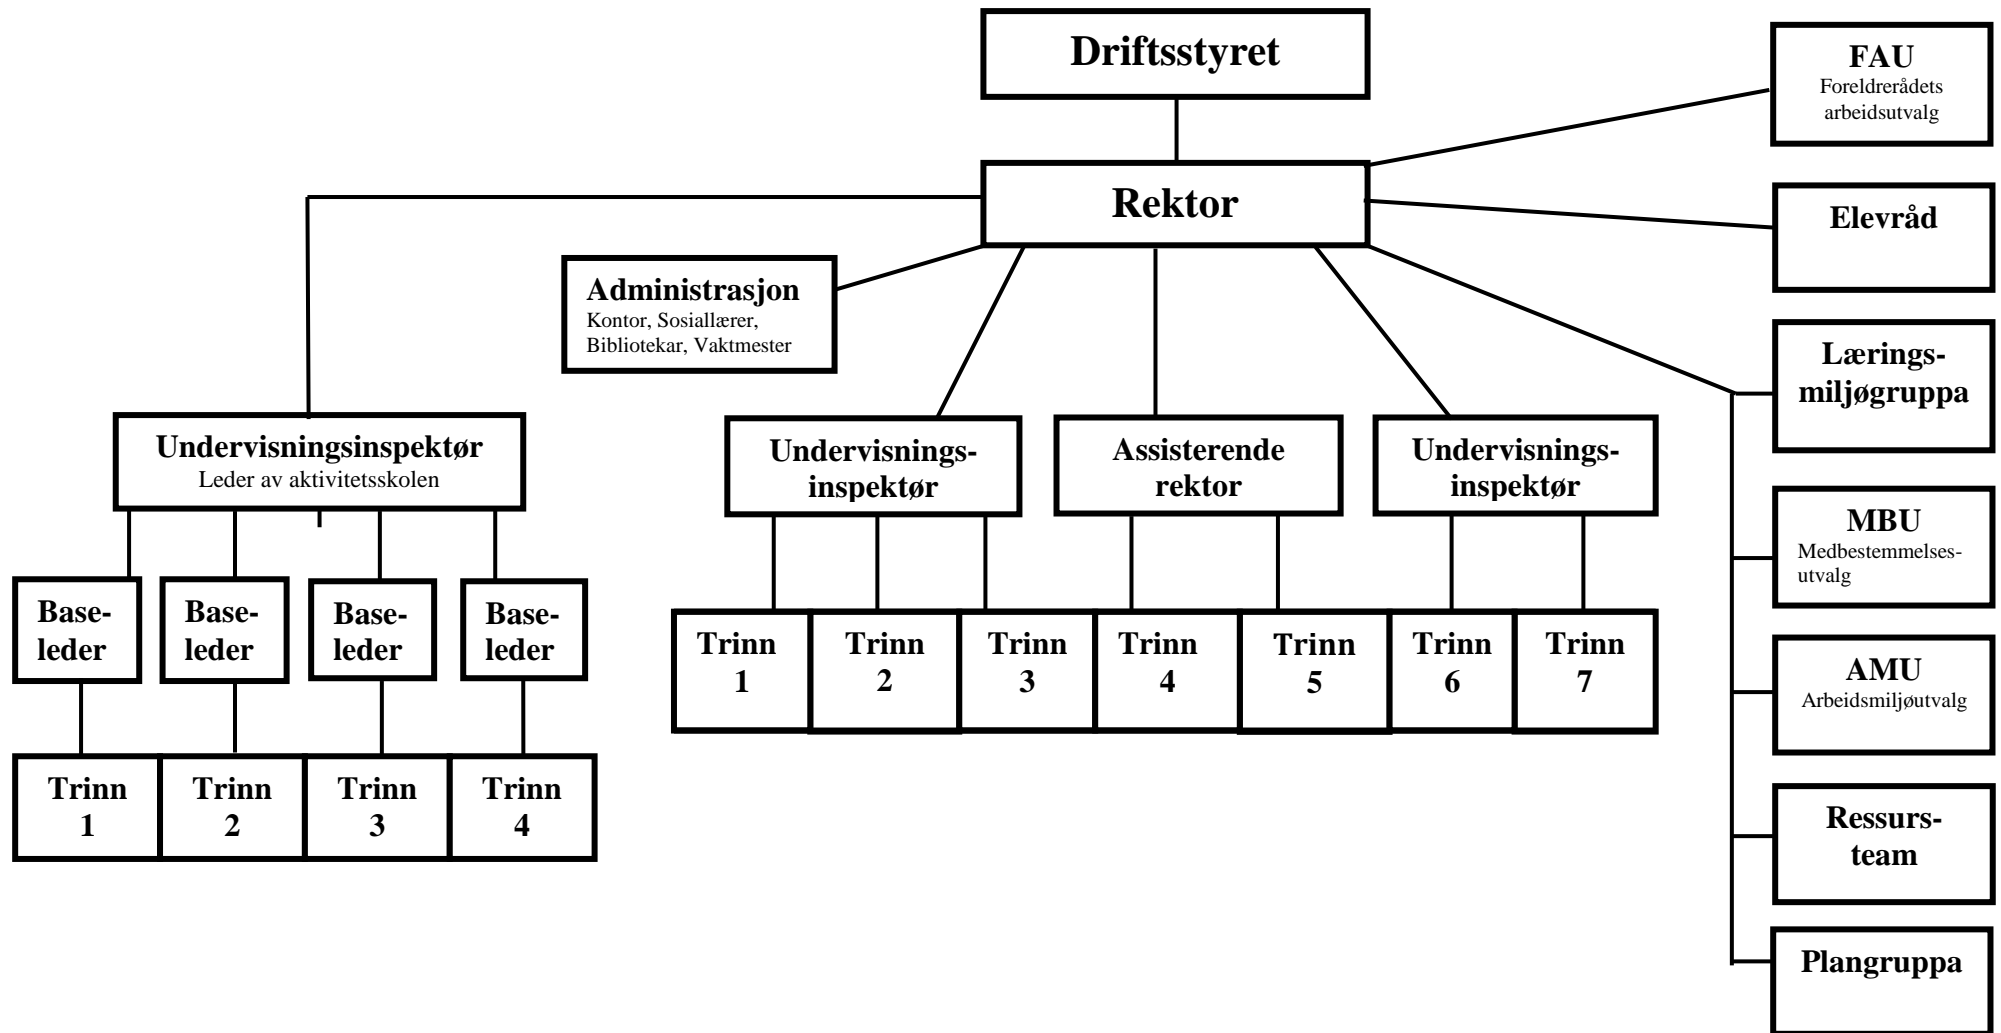 Driftsstyret
FAU
Foreldrerådets
arbeidsutvalg
Rektor
Elevråd
Administrasjon
Kontor, Sosiallærer,
Bibliotekar, Vaktmester
Lærings-
miljøgruppa
Undervisningsinspektør
Leder av aktivitetsskolen
Undervisnings-
inspektør
Assisterende
rektor
Undervisnings-
inspektør
MBU
Medbestemmelses-
utvalg
Base-
leder
Base-
leder
Base-
leder
Base-
leder
Trinn
1
Trinn
2
Trinn
3
Trinn
4
Trinn
5
Trinn
6
Trinn
7
AMU
Arbeidsmiljøutvalg
Trinn
1
Trinn
2
Trinn
3
Trinn
4
Ressurs-
team
Plangruppa